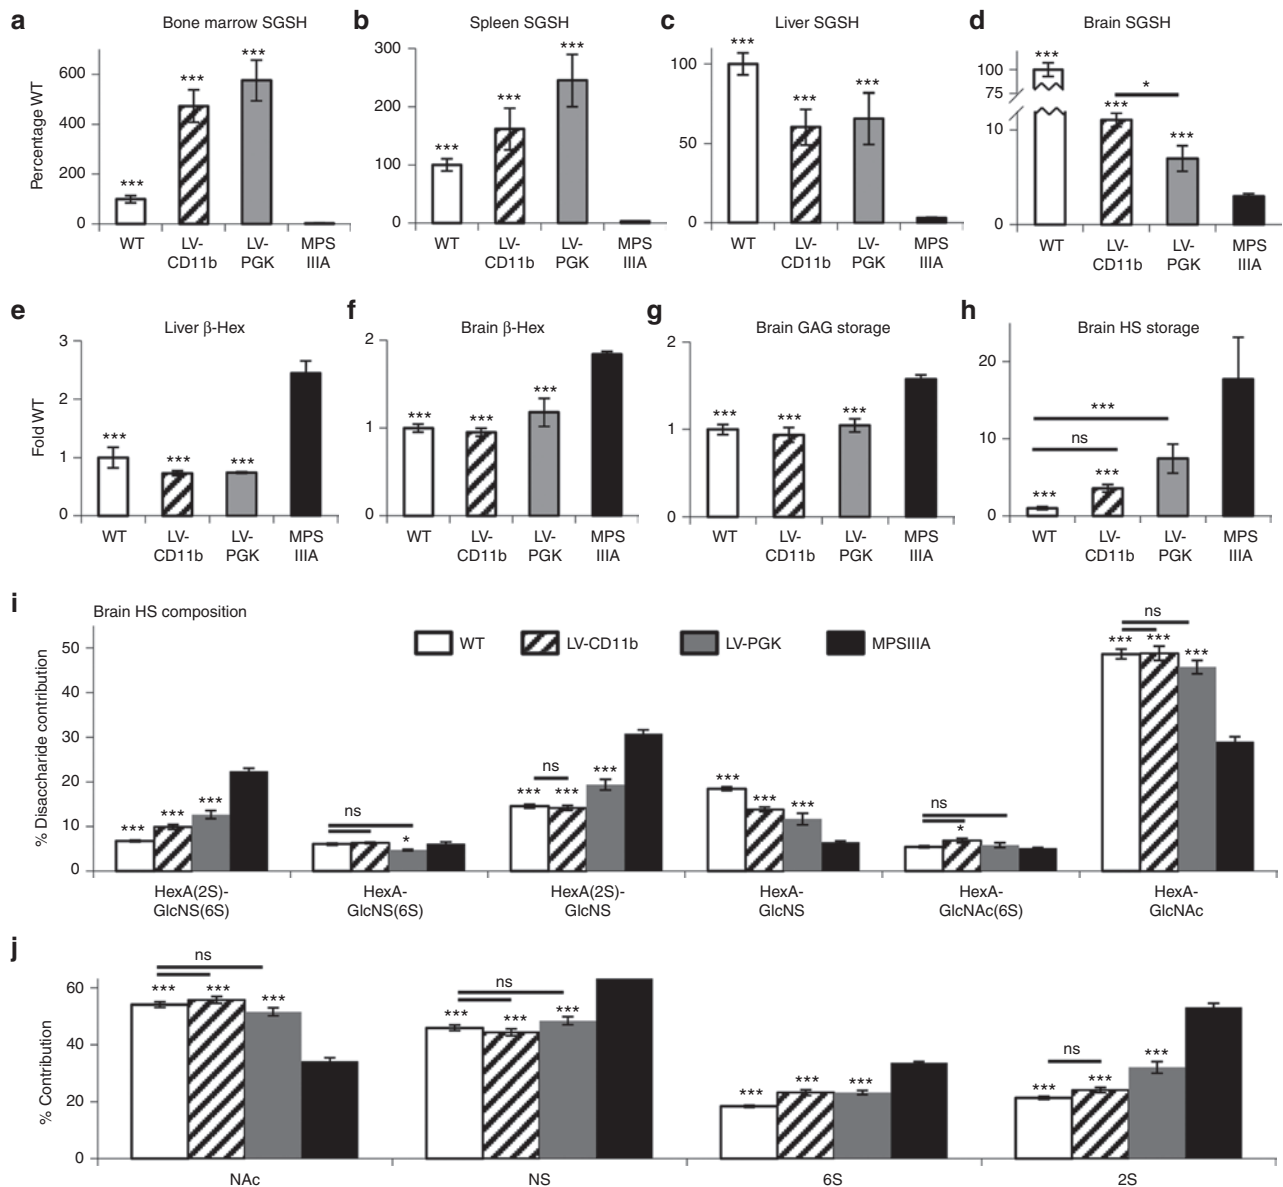 a Bone marrow SGSH
Percentage WT
600
400
200
0
***
***
***
WT
LV-
CD11b
LV-
PGK
MPS
IIIA
b Spleen SGSH
300
200
100
0
***
***
***
WT
LV-
CD11b
LV-
PGK
MPS
IIIA
c Liver SGSH
100
50
0
***
***
***
WT
LV-
CD11b
LV-
PGK
MPS
IIIA
d Brain SGSH
100
75
10
0
***
*
***
***
WT
LV-
CD11b
LV-
PGK
MPS
IIIA
e Liver β-Hex
Fold WT
3
2
1
0
***
***
***
WT
LV-
CD11b
LV-
PGK
MPS
IIIA
f Brain β-Hex
2
1
0
***
***
***
WT
LV-
CD11b
LV-
PGK
MPS
IIIA
g Brain GAG storage
2
1
0
***
***
***
WT
LV-
CD11b
LV-
PGK
MPS
IIIA
h Brain HS storage
20
10
0
***
ns
***
***
***
WT
LV-
CD11b
LV-
PGK
MPS
IIIA
i Brain HS composition
WT LV-CD11b LV-PGK MPSIIIA
% Disaccharide contribution
50
40
30
20
10
0
*** *** ***
ns
*
ns
*** *** ***
*** *** ***
ns
*
ns
*** *** ***
HexA(2S)-
GlcNS(6S)
HexA-
GlcNS(6S)
HexA(2S)-
GlcNS
HexA-
GlcNS
HexA-
GlcNAc(6S)
HexA-
GlcNAc
j
% Contribution
60
40
20
0
ns
*** *** ***
ns
*** *** ***
*** *** ***
ns
*** *** ***
NAc NS 6S 2S